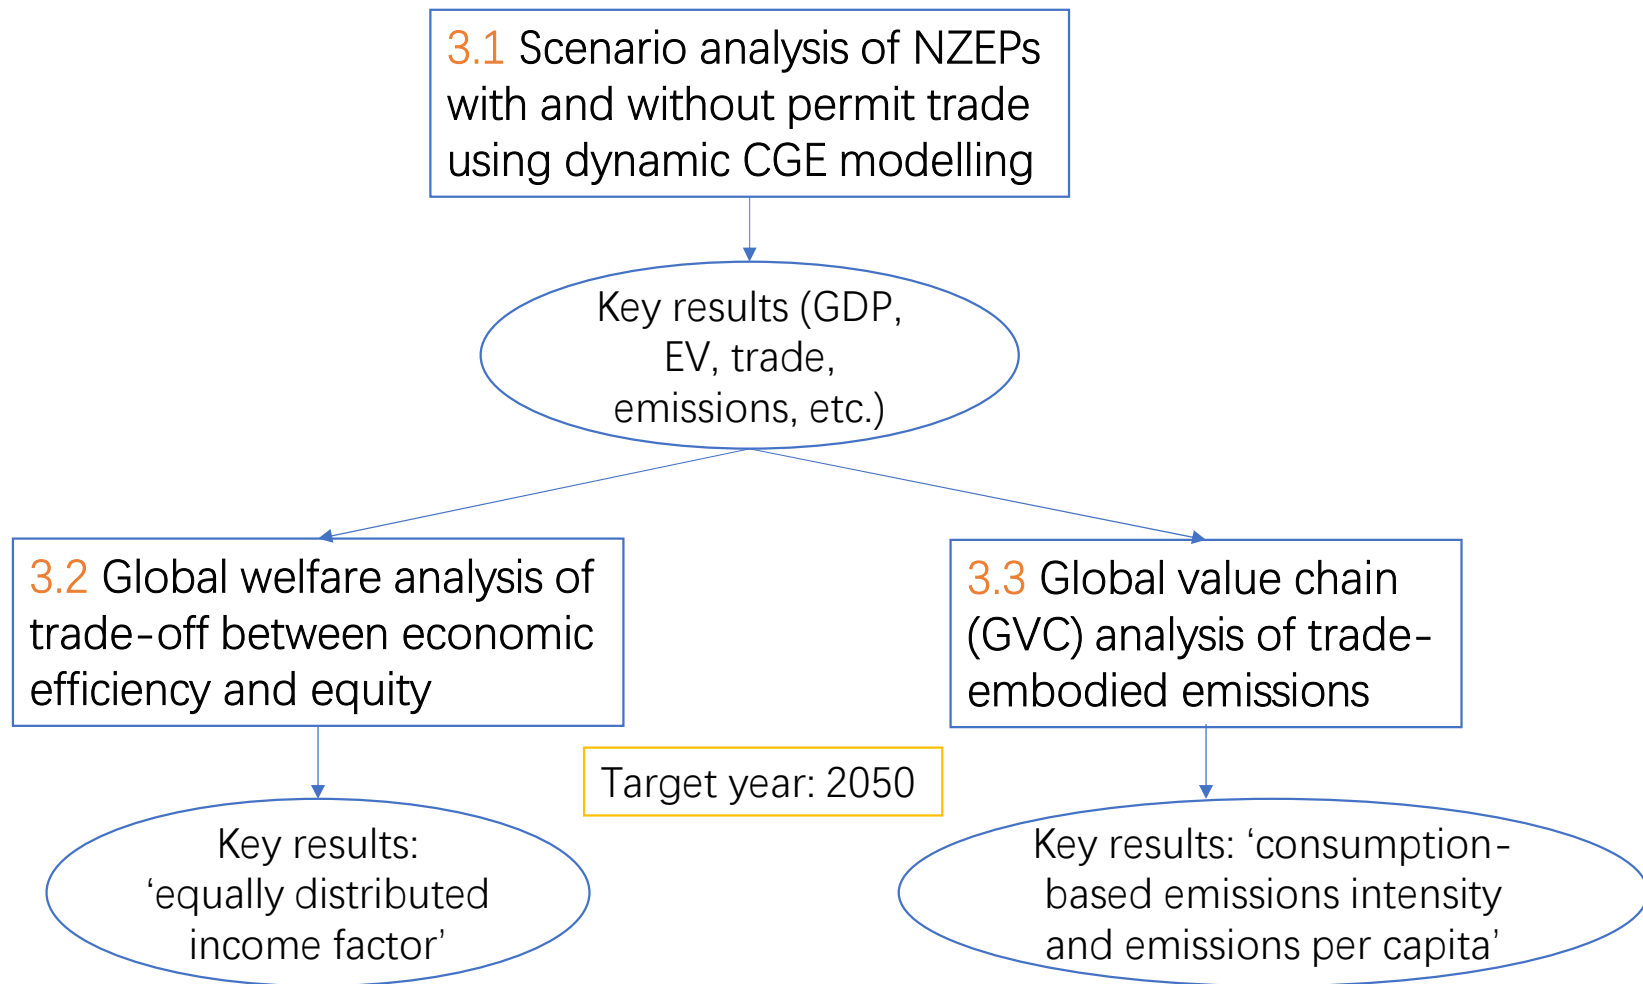 3.1 Scenario analysis of NZEPs
with and without permit trade
using dynamic CGE modelling
Key results (GDP,
EV, trade,
emissions, etc.)
3.2 Global welfare analysis of
trade-off between economic
efficiency and equity
3.3 Global value chain
(GVC) analysis of trade-
embodied emissions
Target year: 2050
Key results:
‘equally distributed
income factor’
Key results: ‘consumption-
based emissions intensity
and emissions per capita’